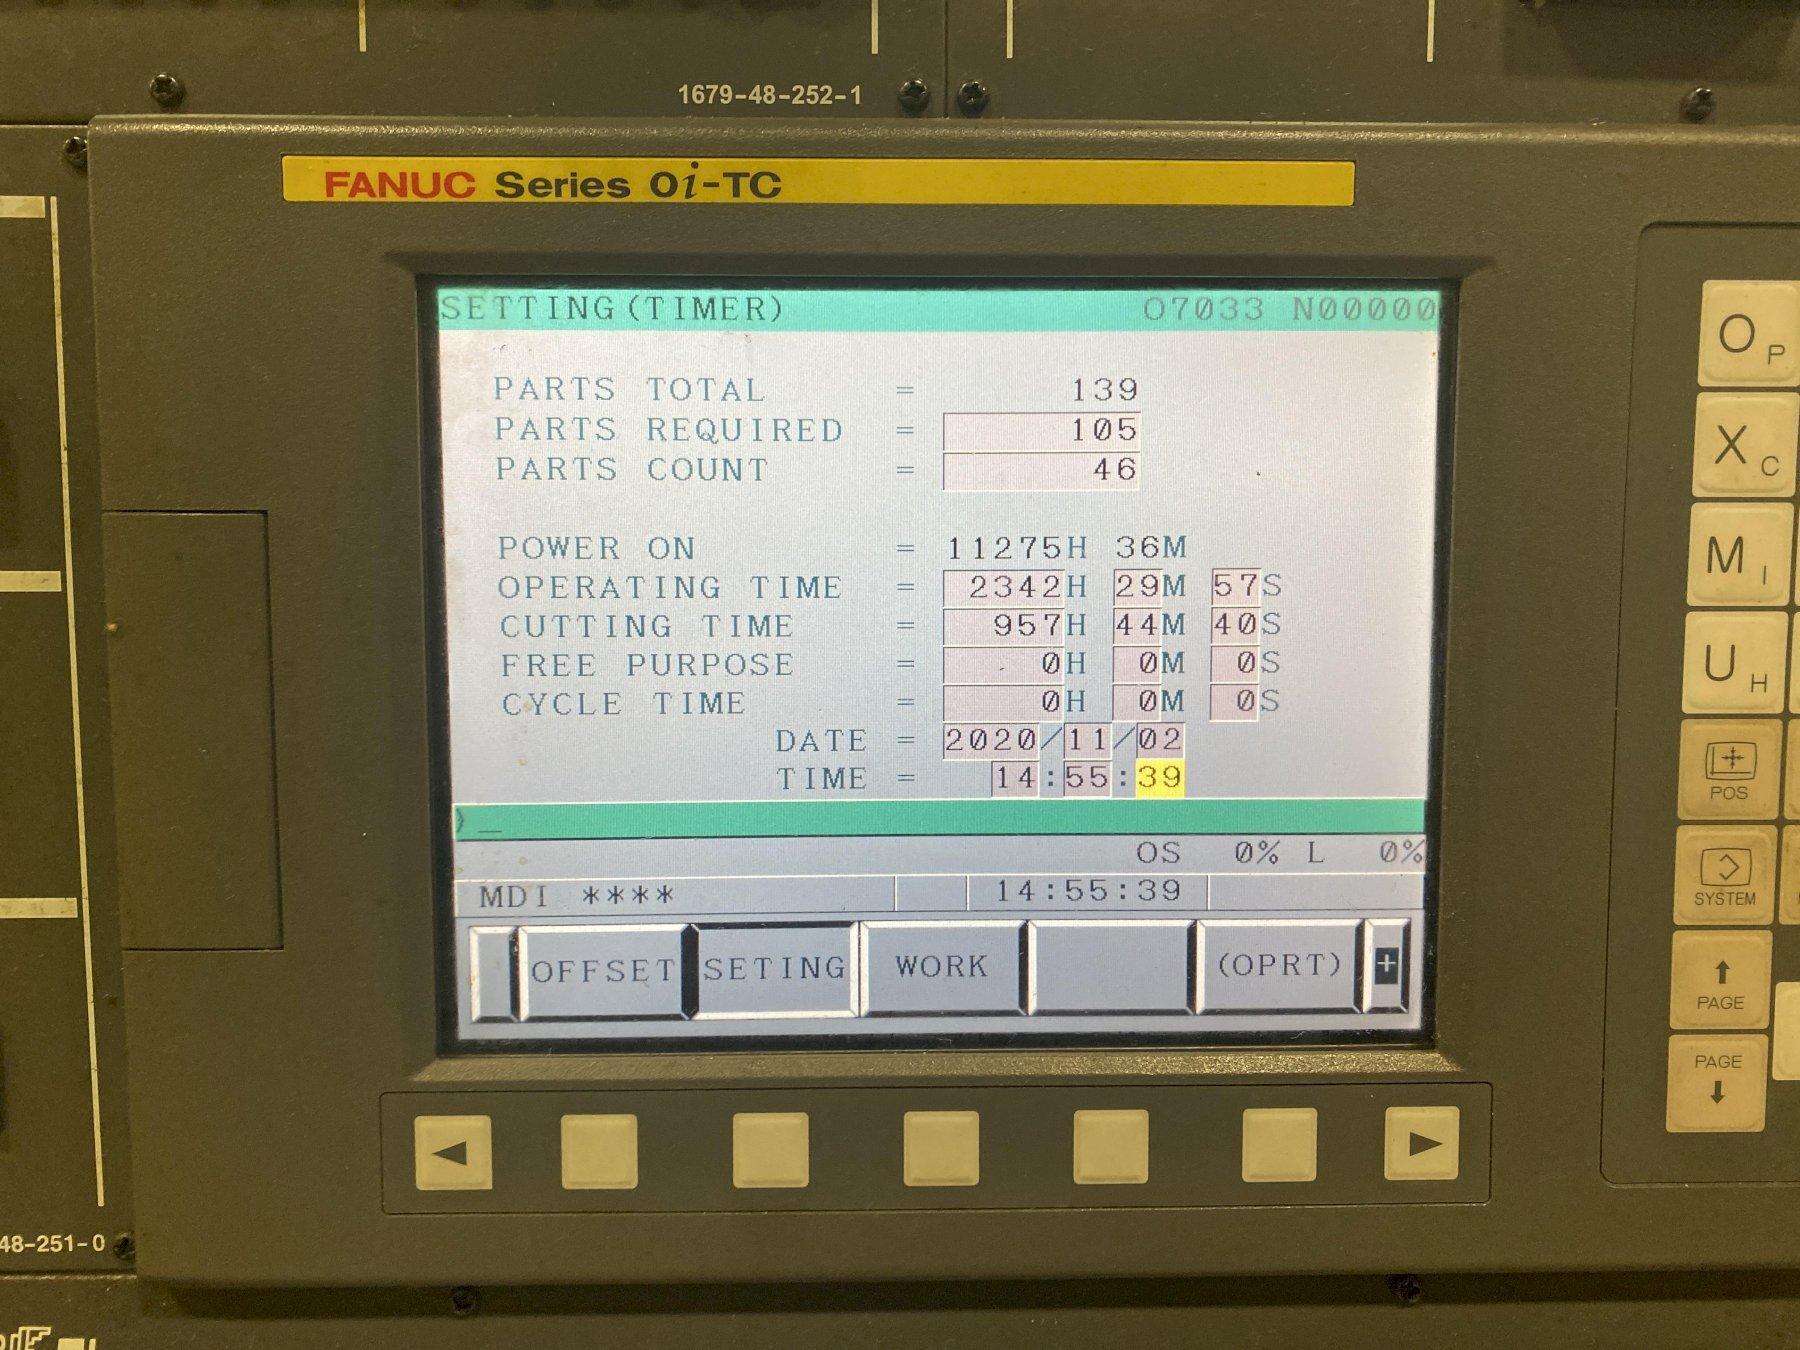 1679-48-252-1
FANUC Series 0i-TC
SETTING(TIMER) O7033 N00000
PARTS TOTAL = 139
PARTS REQUIRED = 105
PARTS COUNT = 46
POWER ON = 11275H 36M
OPERATING TIME = 2342H 29M 57S
CUTTING TIME = 957H 44M 40S
FREE PURPOSE = 0H 0M 0S
CYCLE TIME = 0H 0M 0S
DATE = 2020/11/02
TIME = 14:55:39
>_
OS 0% L 0%
MDI **** 14:55:39
OFFSET SETING WORK (OPRT) +
O P
X C
M I
U H
POS
SYSTEM
PAGE
PAGE
48-251-0